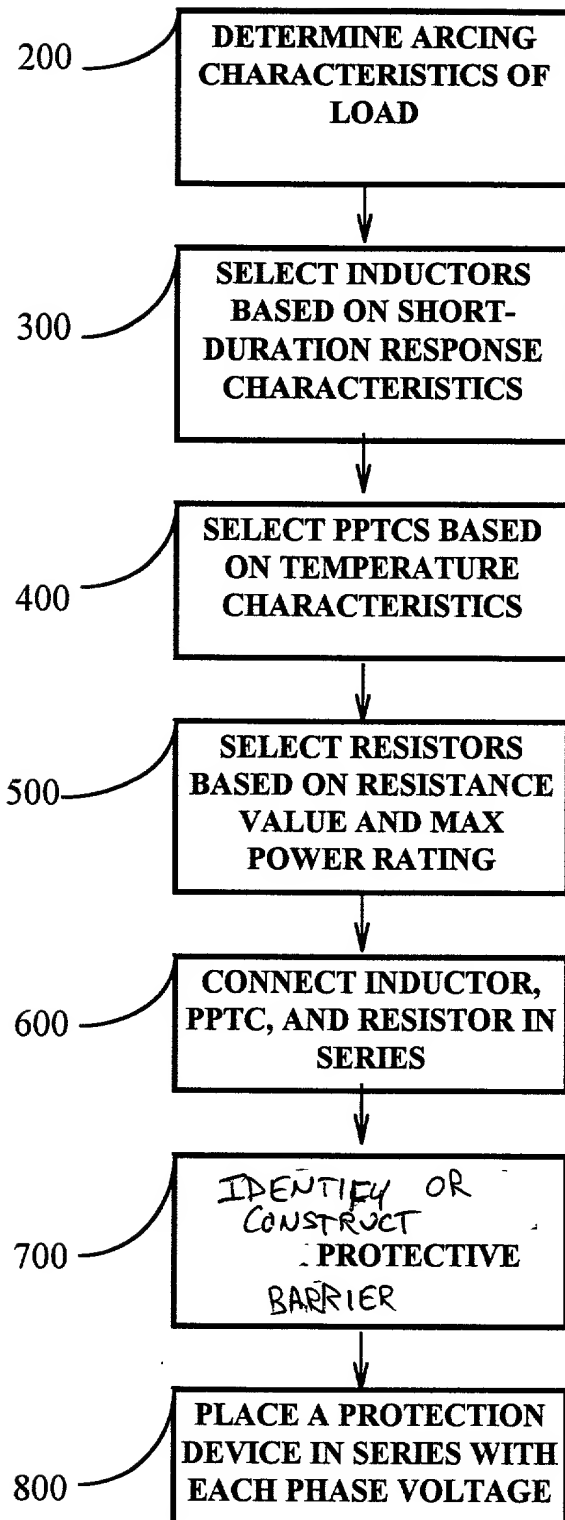 200
DETERMINE ARCING
CHARACTERISTICS OF
LOAD
300
SELECT INDUCTORS
BASED ON SHORT-
DURATION RESPONSE
CHARACTERISTICS
400
SELECT PPTCS BASED
ON TEMPERATURE
CHARACTERISTICS
500
SELECT RESISTORS
BASED ON RESISTANCE
VALUE AND MAX
POWER RATING
600
CONNECT INDUCTOR,
PPTC, AND RESISTOR IN
SERIES
700
IDENTIFY OR
CONSTRUCT
PROTECTIVE
BARRIER
800
PLACE A PROTECTION
DEVICE IN SERIES WITH
EACH PHASE VOLTAGE